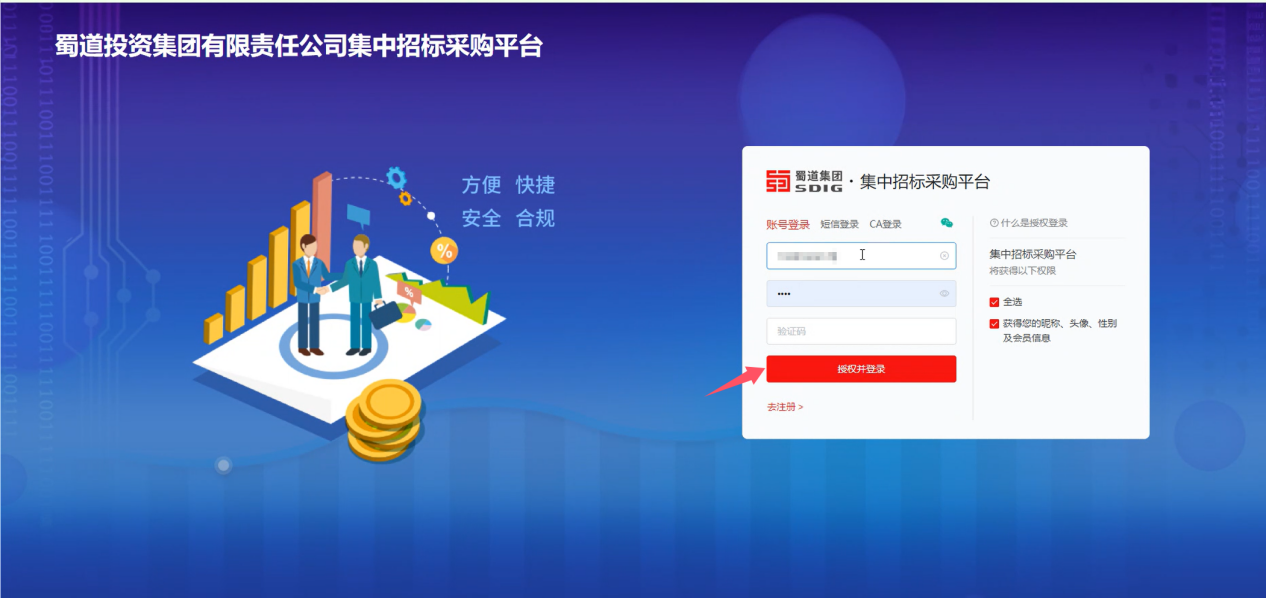 蜀道投资集团有限责任公司集中招标采购平台
方便 快捷
安全 合规
%
%
蜀道集团
SDIG
·集中招标采购平台
账号登录 短信登录 CA登录
验证码
授权并登录
去注册 >
什么是授权登录
集中招标采购平台
将获得以下权限
全选
获得您的昵称、头像、性别
及会员信息